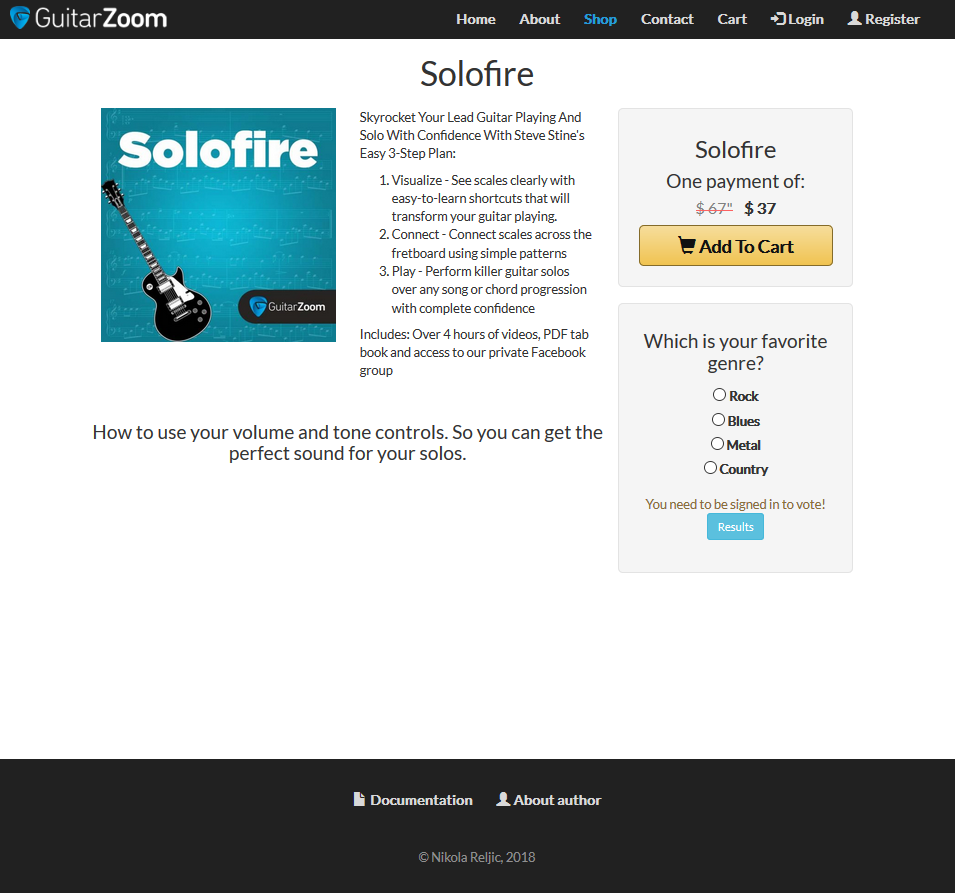 GuitarZoom
Home About Shop Contact Cart Login Register
Solofire
Solofire
GuitarZoom
Skyrocket Your Lead Guitar Playing And
Solo With Confidence With Steve Stine's
Easy 3-Step Plan:
1. Visualize - See scales clearly with
easy-to-learn shortcuts that will
transform your guitar playing.
2. Connect - Connect scales across the
fretboard using simple patterns
3. Play - Perform killer guitar solos
over any song or chord progression
with complete confidence
Includes: Over 4 hours of videos, PDF tab
book and access to our private Facebook
group
Solofire
One payment of:
$ 67" $ 37
Add To Cart
Which is your favorite
genre?
Rock
Blues
Metal
Country
You need to be signed in to vote!
Results
How to use your volume and tone controls. So you can get the
perfect sound for your solos.
Documentation About author
© Nikola Reljic, 2018